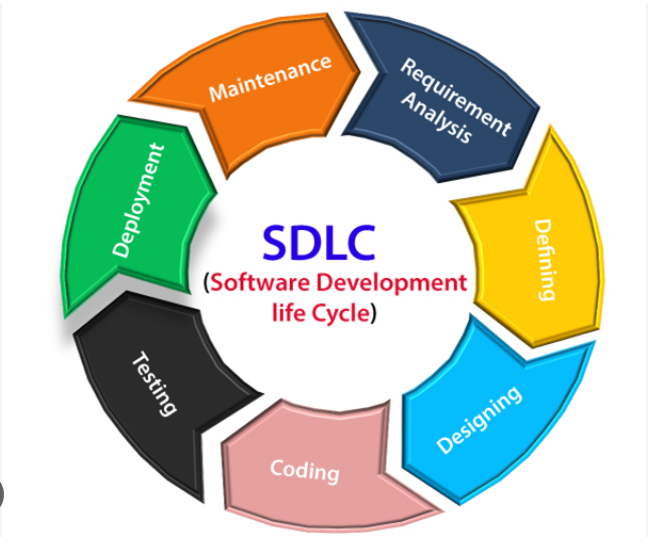 SDLC
(Software Development
life Cycle)
Requirement
Analysis
Defining
Designing
Coding
Testing
Deployment
Maintenance